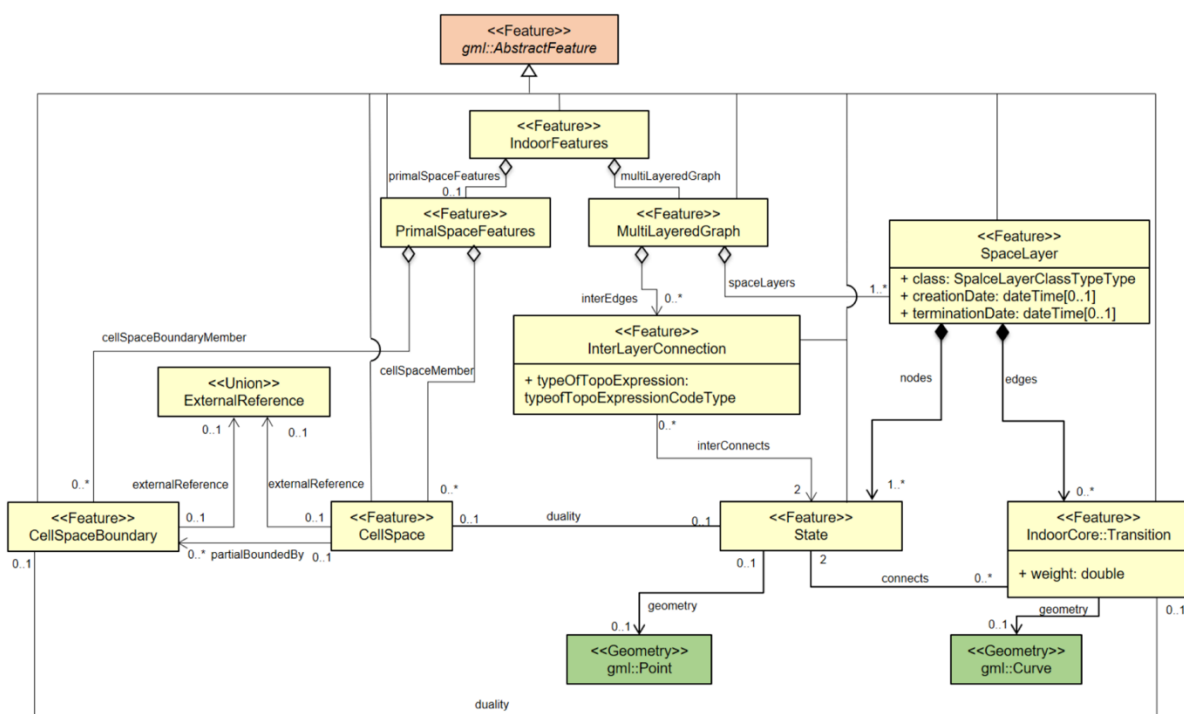 <<Feature>>
gml::AbstractFeature
<<Feature>>
IndoorFeatures
primalSpaceFeatures
0..1
multiLayeredGraph
<<Feature>>
PrimalSpaceFeatures
<<Feature>>
MultiLayeredGraph
<<Feature>>
SpaceLayer
+ class: SpalceLayerClassTypeType
+ creationDate: dateTime[0..1]
+ terminationDate: dateTime[0..1]
spaceLayers
1..*
interEdges
0..*
<<Feature>>
InterLayerConnection
+ typeOfTopoExpression:
typeofTopoExpressionCodeType
cellSpaceBoundaryMember
cellSpaceMember
nodes
edges
<<Union>>
ExternalReference
0..1
0..1
0..*
interConnects
externalReference
externalReference
0..*
0..*
2
1..*
0..*
<<Feature>>
CellSpaceBoundary
0..1
0..1
<<Feature>>
CellSpace
0..1
duality
0..1
<<Feature>>
State
<<Feature>>
IndoorCore::Transition
+ weight: double
0..1
0..*
partialBoundedBy
0..1
0..1
2
connects
0..*
geometry
0..1
geometry
0..1
0..1
<<Geometry>>
gml::Point
<<Geometry>>
gml::Curve
duality